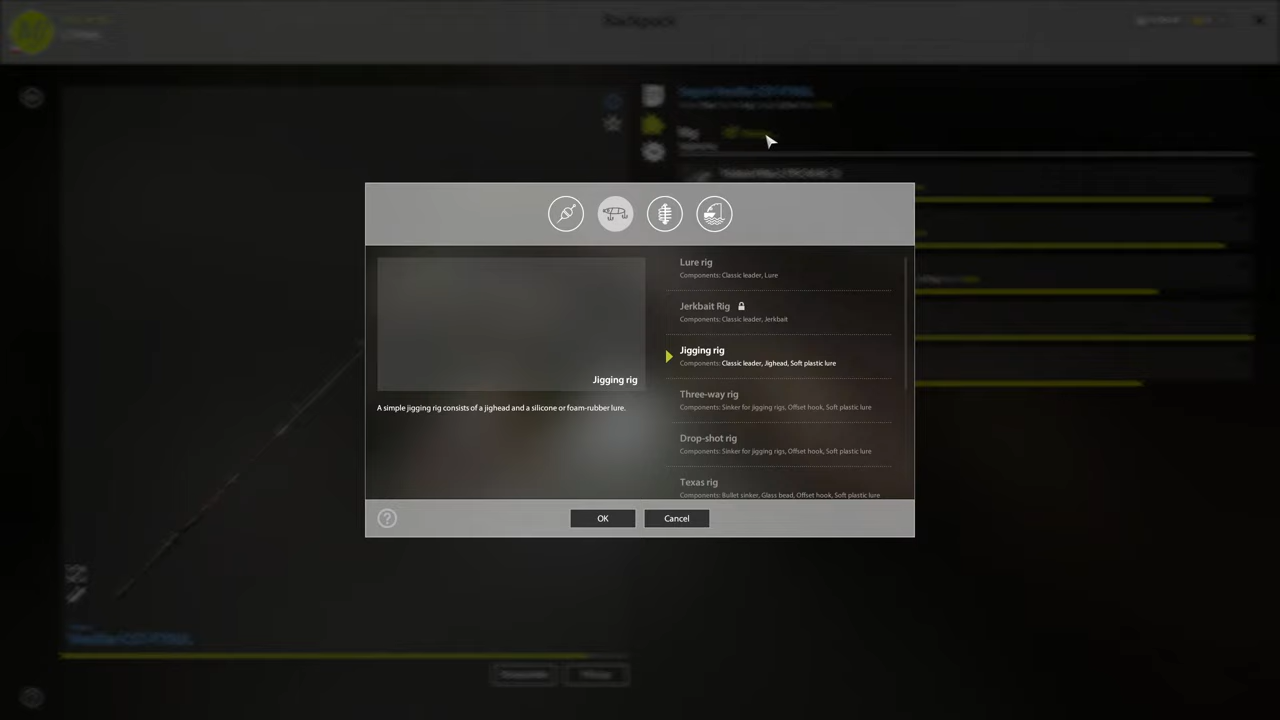 Backpack
Rig
Lure rig
Components: Classic leader, Lure
Jerkbait Rig
Components: Classic leader, Jerkbait
Jigging rig
Components: Classic leader, Jighead, Soft plastic lure
Three-way rig
Components: Sinker for jigging rigs, Offset hook, Soft plastic lure
Drop-shot rig
Components: Sinker for jigging rigs, Offset hook, Soft plastic lure
Texas rig
Components: Bullet sinker, Glass bead, Offset hook, Soft plastic lure
Jigging rig
A simple jigging rig consists of a jighead and a silicone or foam-rubber lure.
?
OK
Cancel